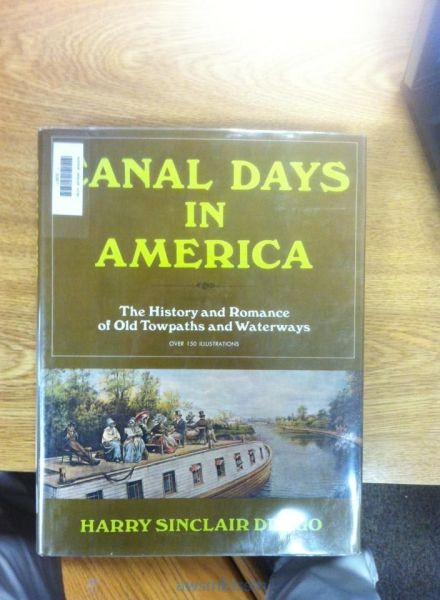 CANAL DAYS
IN
AMERICA
The History and Romance
of Old Towpaths and Waterways
OVER 150 ILLUSTRATIONS
HARRY SINCLAIR